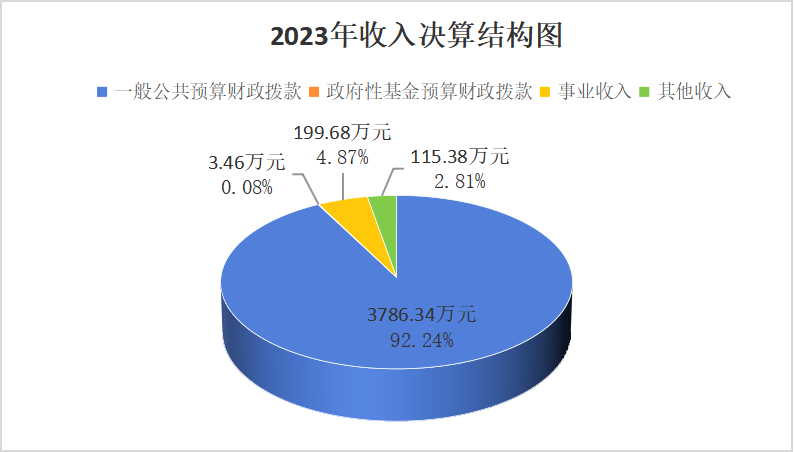 2023年收入决算结构图
一般公共预算财政拨款 政府性基金预算财政拨款 事业收入 其他收入
199.68万元
4.87%
3.46万元
0.08%
115.38万元
2.81%
3786.34万元
92.24%